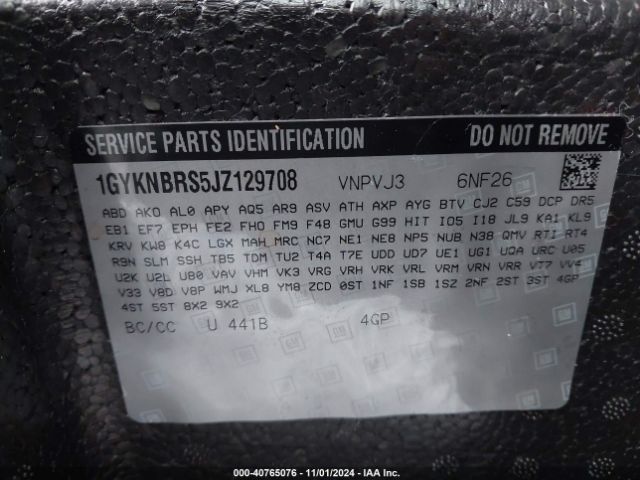 SERVICE PARTS IDENTIFICATION DO NOT REMOVE
1GYKNBRS5JZ129708 VNPVJ3 6NF26
ABD AKO AL0 APY AQ5 AR9 ASV ATH AXP AYG BTV CJ2 C59 DCP DR5
EB1 EF7 EPH FE2 FHO FM9 F48 GMU G99 HIT IO5 I18 JL9 KA1 KL9
KRV KW8 K4C LGX MAH MRC NC7 NE1 NE8 NP5 NUB N38 QMV RTI RT4
R9N SLM SSH TB5 TDM TU2 T4A T7E UDD UD7 UE1 UG1 UQA URC U05
U2K U2L U80 VAV VHM VK3 VRG VRH VRK VRL VRM VRN VRR V77 VV4
V33 V8D V8P WMJ XL8 YM8 ZCD 0ST 1NF 1SB 1SZ 2NF 2ST 3ST 4GP
4ST 5ST 8X2 9X2
BC/CC U 441B 4GP
GM GM GM
000-40765076 - 11/01/2024 - IAA Inc.